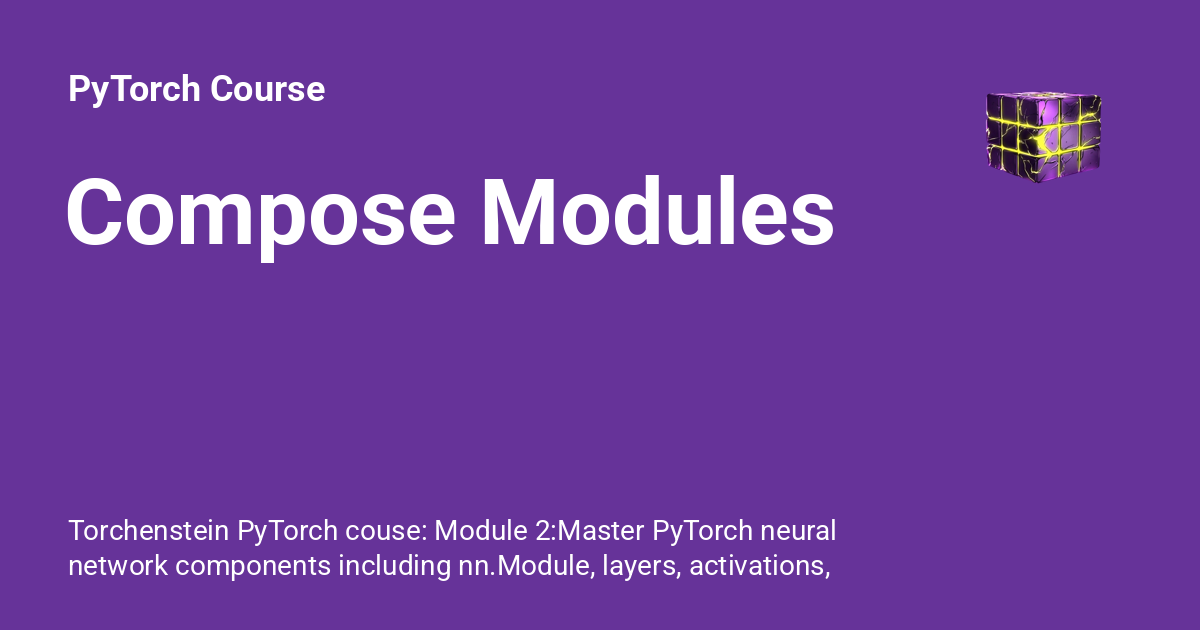 PyTorch Course
Compose Modules
Torchenstein PyTorch couse: Module 2:Master PyTorch neural
network components including nn.Module, layers, activations,